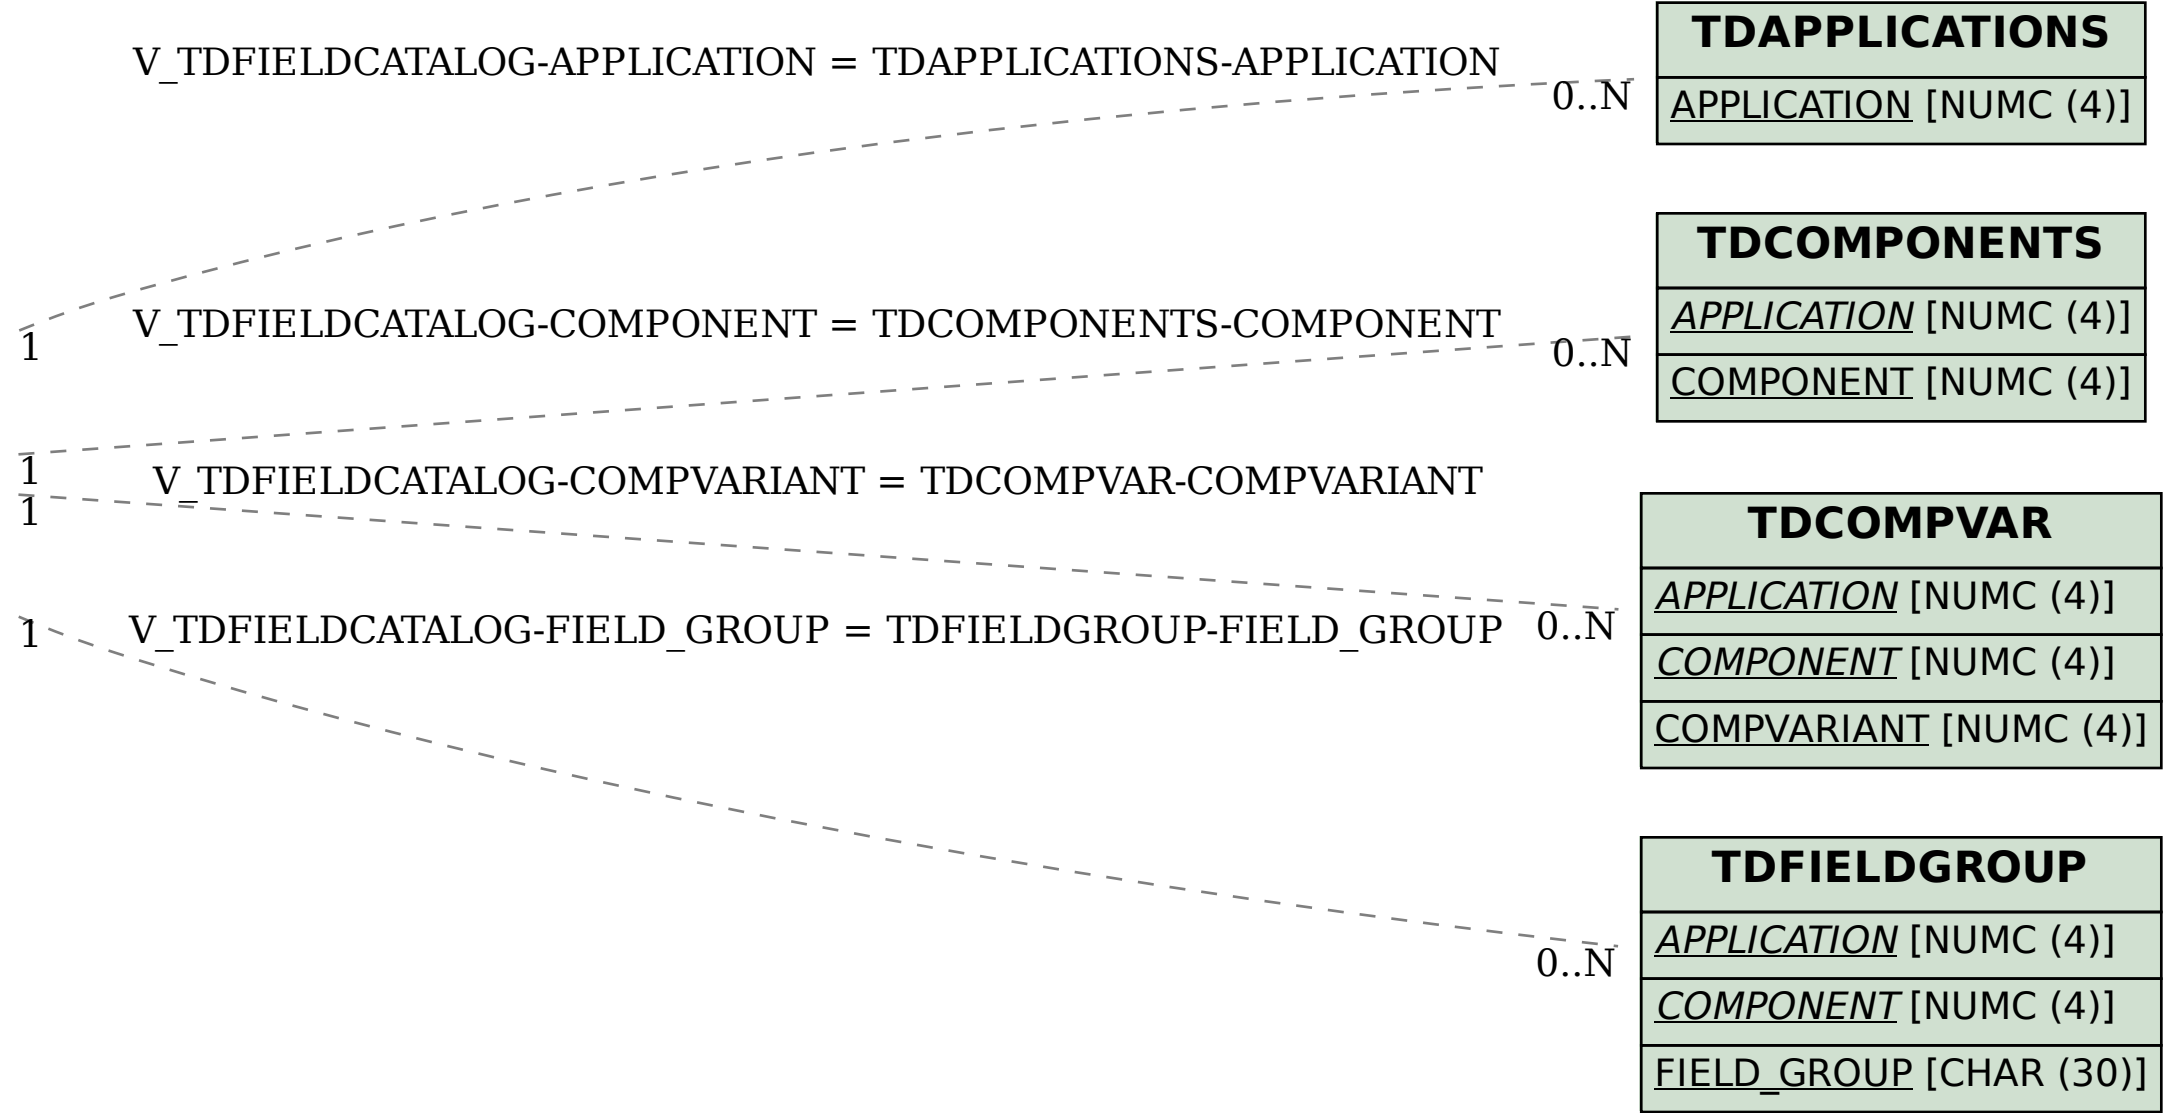 V_TDFIELDCATALOG-APPLICATION = TDAPPLICATIONS-APPLICATION
1
0..N
TDAPPLICATIONS
APPLICATION [NUMC (4)]
V_TDFIELDCATALOG-COMPONENT = TDCOMPONENTS-COMPONENT
1
0..N
TDCOMPONENTS
APPLICATION [NUMC (4)]
COMPONENT [NUMC (4)]
V_TDFIELDCATALOG-COMPVARIANT = TDCOMPVAR-COMPVARIANT
1
0..N
TDCOMPVAR
APPLICATION [NUMC (4)]
COMPONENT [NUMC (4)]
COMPVARIANT [NUMC (4)]
V_TDFIELDCATALOG-FIELD_GROUP = TDFIELDGROUP-FIELD_GROUP
1
0..N
TDFIELDGROUP
APPLICATION [NUMC (4)]
COMPONENT [NUMC (4)]
FIELD_GROUP [CHAR (30)]